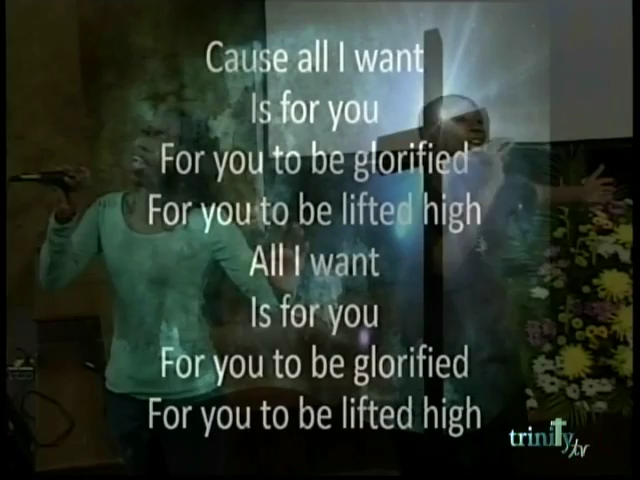 Cause all I want
Is for you
For you to be glorified
For you to be lifted high
All I want
Is for you
For you to be glorified
For you to be lifted high
trinity tv